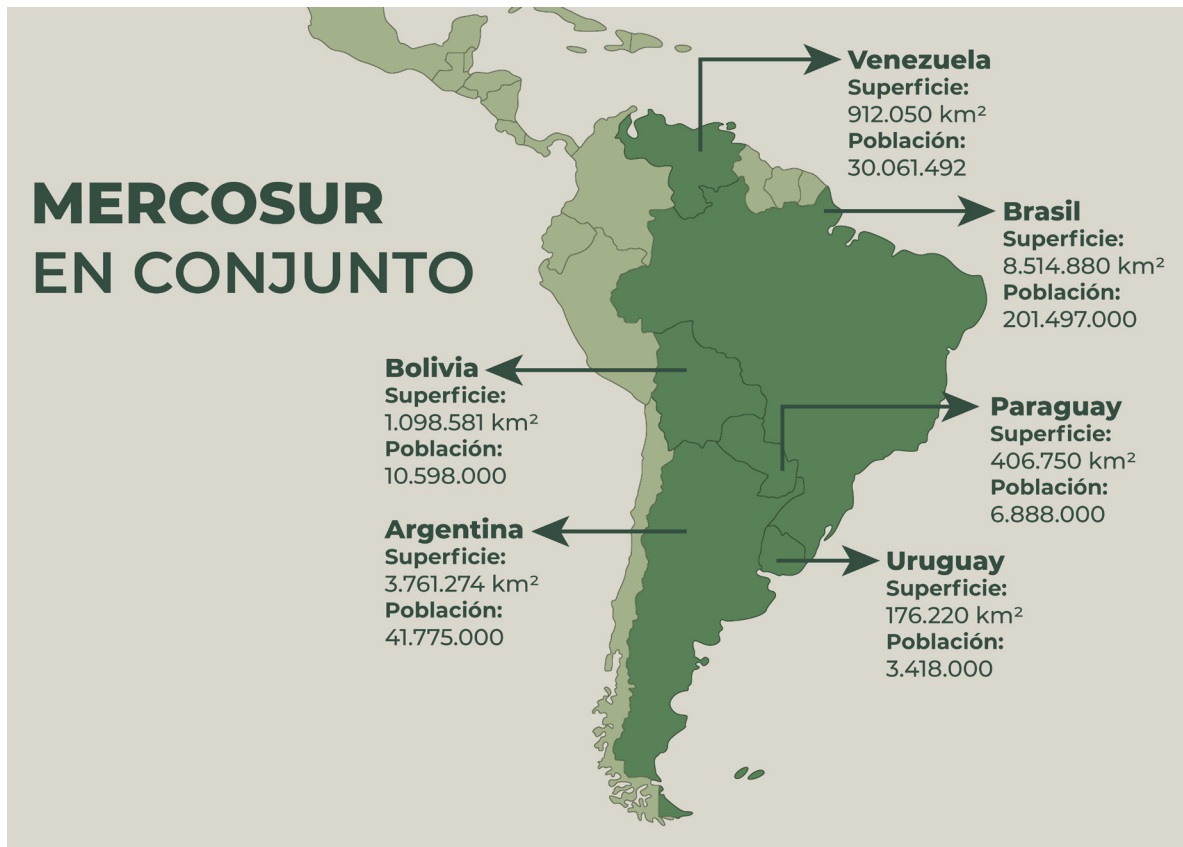 MERCOSUR
EN CONJUNTO
Venezuela
Superficie:
912.050 km²
Población:
30.061.492
Brasil
Superficie:
8.514.880 km²
Población:
201.497.000
Bolivia
Superficie:
1.098.581 km²
Población:
10.598.000
Paraguay
Superficie:
406.750 km²
Población:
6.888.000
Argentina
Superficie:
3.761.274 km²
Población:
41.775.000
Uruguay
Superficie:
176.220 km²
Población:
3.418.000